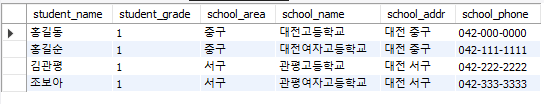 student_name student_grade school_area school_name school_addr school_phone
홍길동 1 중구 대전고등학교 대전 중구 042-000-0000
홍길순 1 중구 대전여자고등학교 대전 중구 042-111-1111
김관평 1 서구 관평고등학교 대전 서구 042-222-2222
조보아 1 서구 관평여자고등학교 대전 서구 042-333-3333